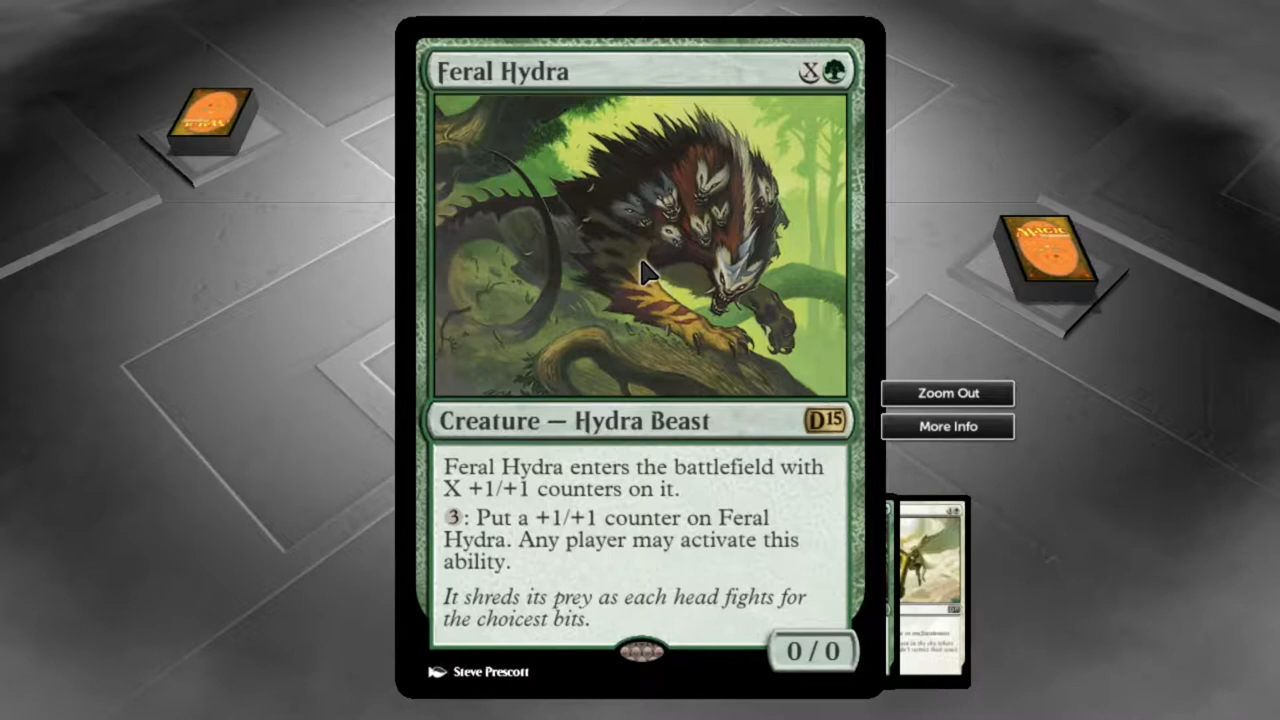 Feral Hydra X
MAGIC
MAGIC
Creature — Hydra Beast D15
Zoom Out
More Info
Feral Hydra enters the battlefield with
X +1/+1 counters on it.
3: Put a +1/+1 counter on Feral
Hydra. Any player may activate this
ability.
It shreds its prey as each head fights for
the choicest bits.
0 / 0
Steve Prescott